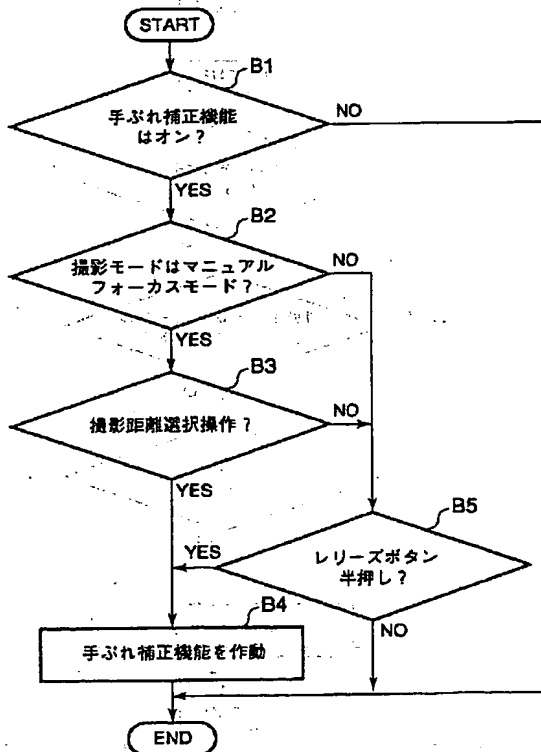 START
B1
手ぶれ補正機能
はオン?
NO
YES
B2
撮影モードはマニュアル
フォーカスモード?
NO
YES
B3
撮影距離選択操作?
NO
YES
B5
レリーズボタン
半押し?
YES
NO
B4
手ぶれ補正機能を作動
END